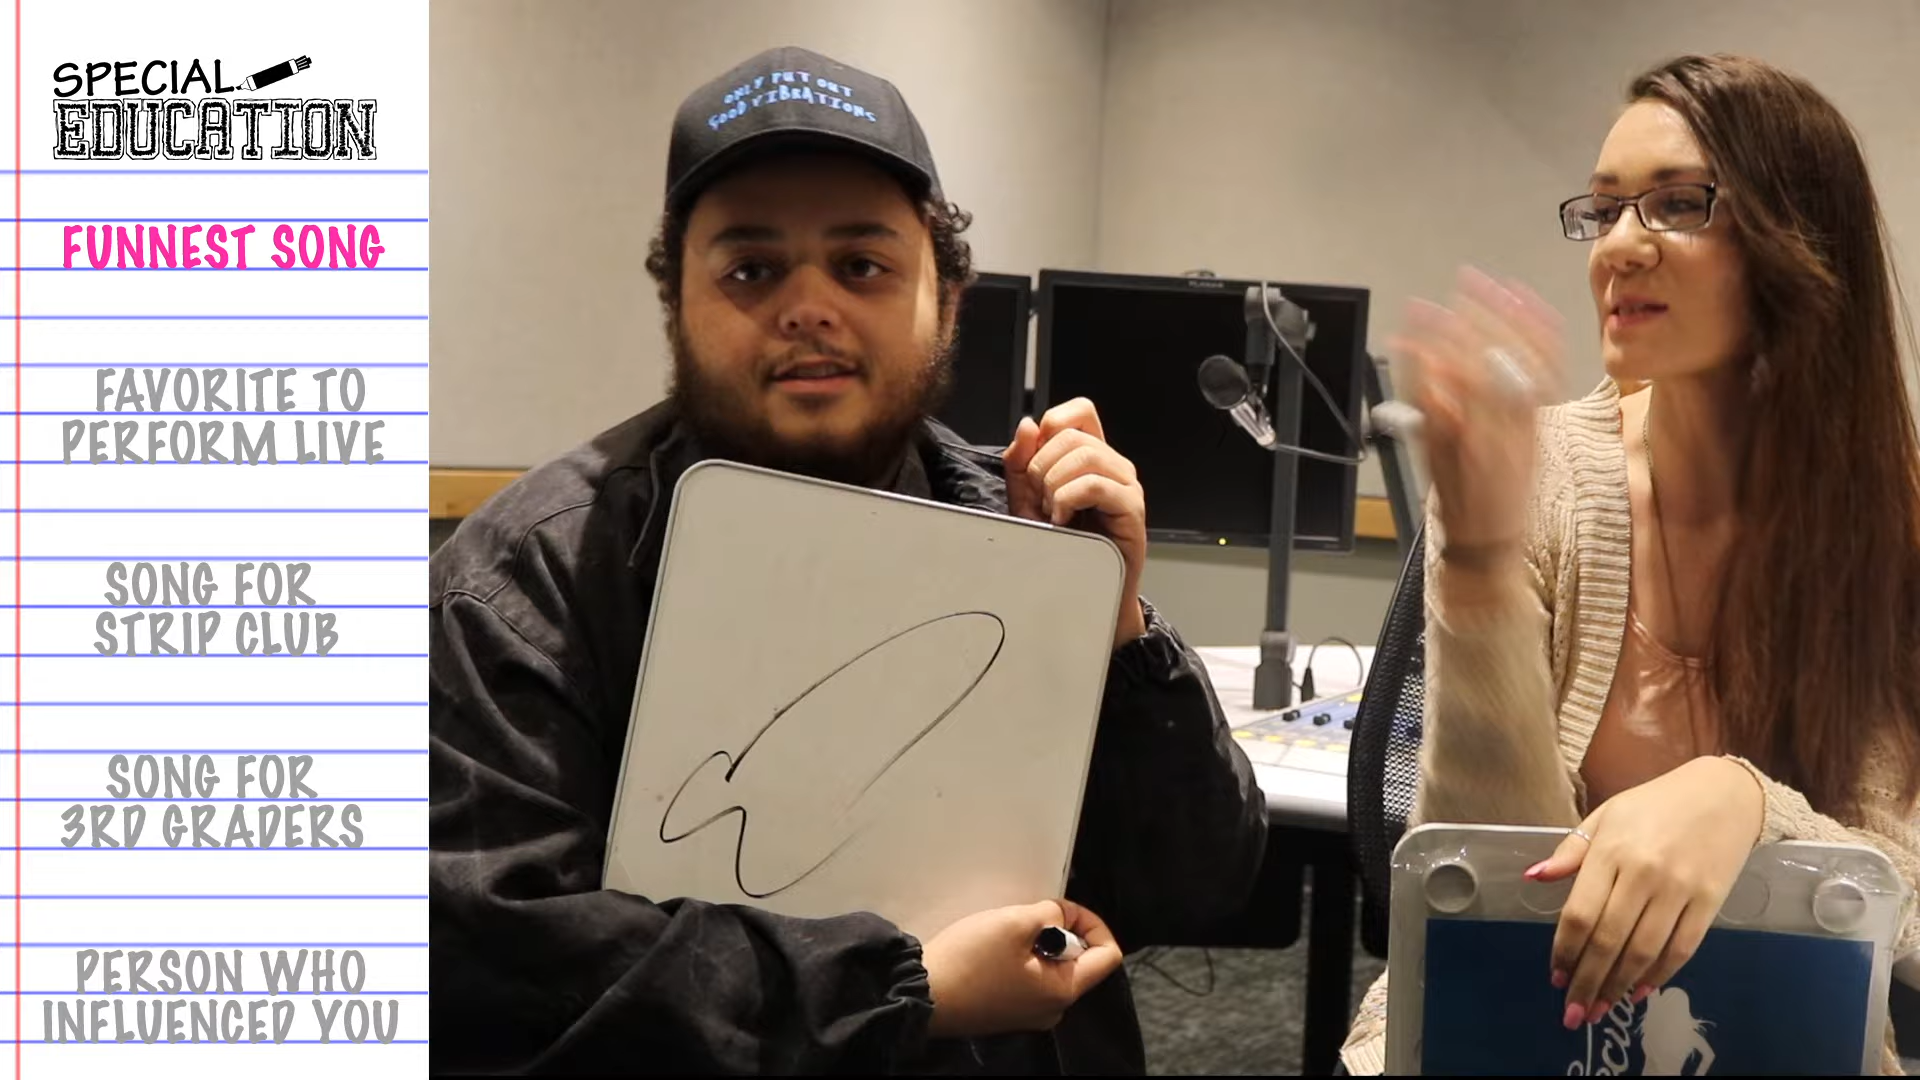 SPECIAL
EDUCATION
FUNNEST SONG
FAVORITE TO
PERFORM LIVE
SONG FOR
STRIP CLUB
SONG FOR
3RD GRADERS
PERSON WHO
INFLUENCED YOU
ONLY PUT OUT
GOOD VIBRATIONS